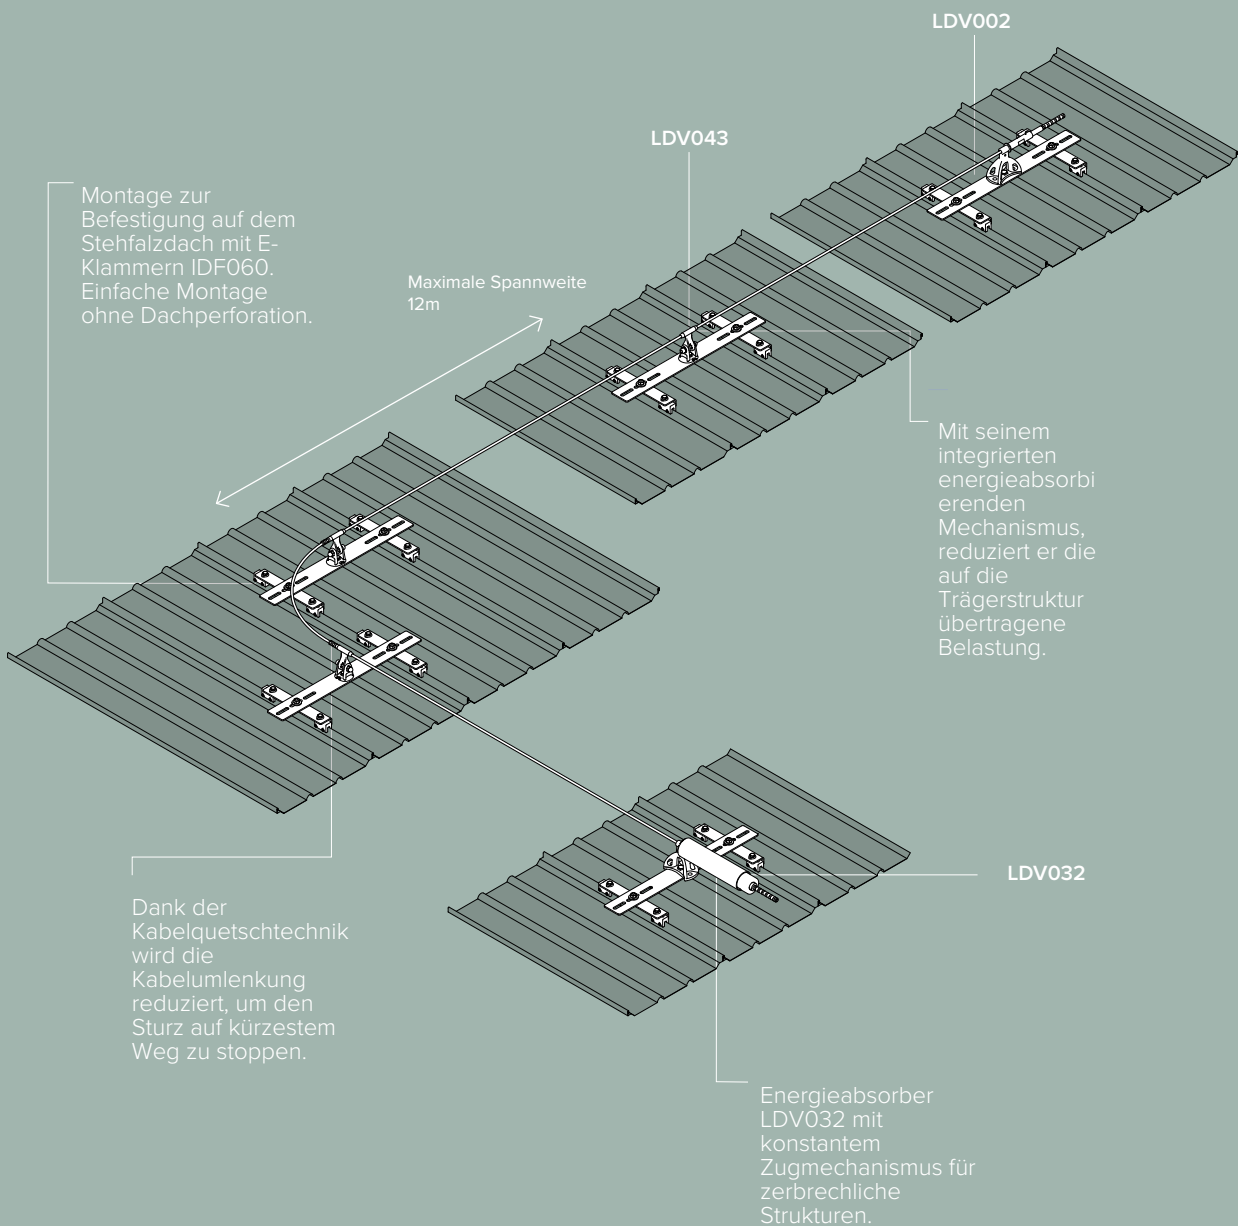 LDV002
LDV043
Montage zur
Befestigung auf dem
Stehfalzdach mit E-
Klammern IDF060.
Einfache Montage
ohne Dachperforation.
Maximale Spannweite
12m
Mit seinem
integrierten
energieabsorbi
erenden
Mechanismus,
reduziert er die
auf die
Trägerstruktur
übertragene
Belastung.
LDV032
Dank der
Kabelquetschtechnik
wird die
Kabelumlenkung
reduziert, um den
Sturz auf kürzestem
Weg zu stoppen.
Energieabsorber
LDV032 mit
konstantem
Zugmechanismus für
zerbrechliche
Strukturen.